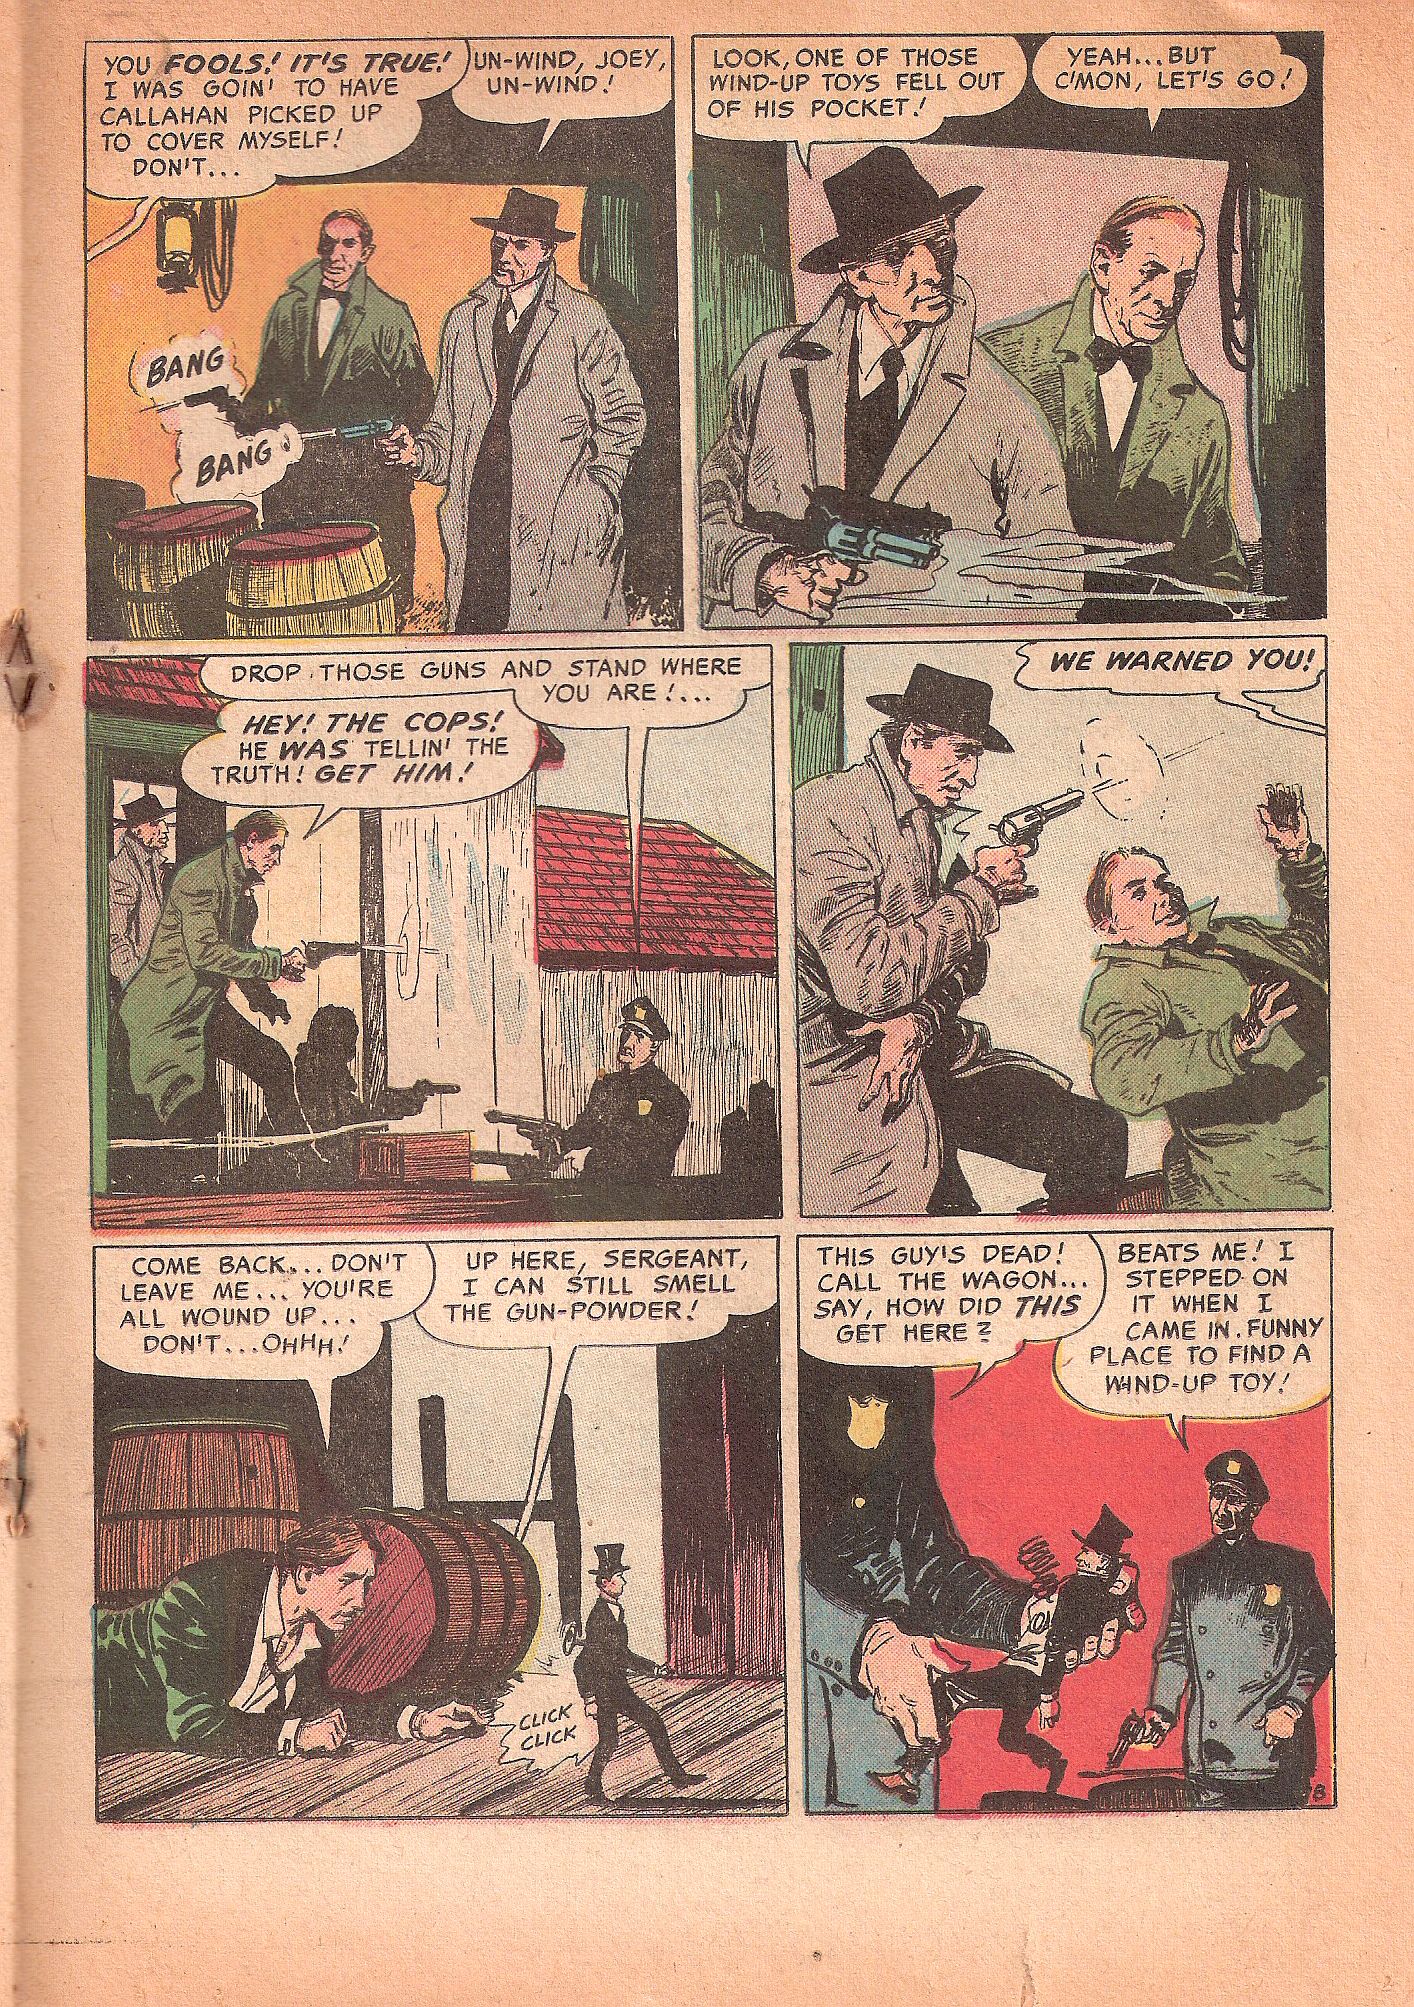 YOU FOOLS! IT'S TRUE!
I WAS GOIN' TO HAVE
CALLAHAN PICKED UP
TO COVER MYSELF!
DON'T...
UN-WIND, JOEY,
UN-WIND!
BANG
BANG
LOOK, ONE OF THOSE
WIND-UP TOYS FELL OUT
OF HIS POCKET!
YEAH...BUT
C'MON, LET'S GO!
DROP THOSE GUNS AND STAND WHERE
YOU ARE!...
HEY! THE COPS!
HE WAS TELLIN' THE
TRUTH! GET HIM!
WE WARNED YOU!
COME BACK... DON'T
LEAVE ME... YOU'RE
ALL WOUND UP...
DON'T...OHHH!
UP HERE, SERGEANT,
I CAN STILL SMELL
THE GUN-POWDER!
CLICK
CLICK
THIS GUY'S DEAD!
CALL THE WAGON...
SAY, HOW DID THIS
GET HERE?
BEATS ME! I
STEPPED ON
IT WHEN I
CAME IN. FUNNY
PLACE TO FIND A
WIND-UP TOY!
8